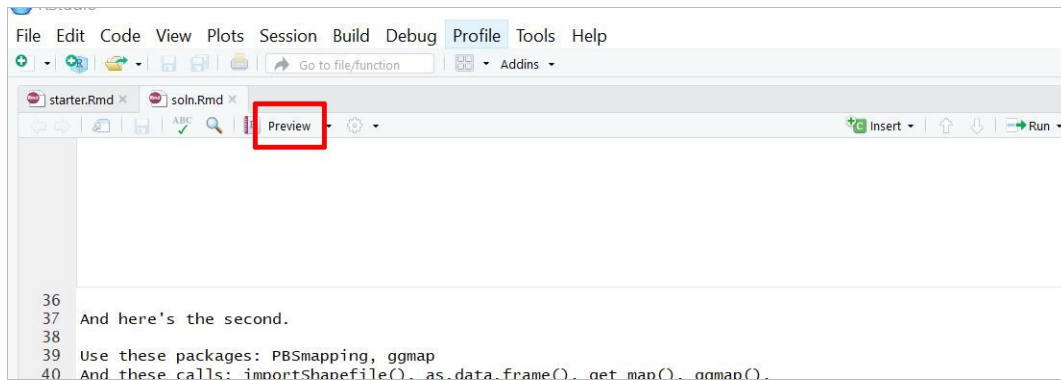 File Edit Code View Plots Session Build Debug Profile Tools Help
Go to file/function Addins
starter.Rmd soln.Rmd
ABC Preview Insert Run
36
37 And here's the second.
38
39 Use these packages: PBSmapping, ggmap
40 And these calls: importShapefile(), as.data.frame(), get_map(), ggmap(),